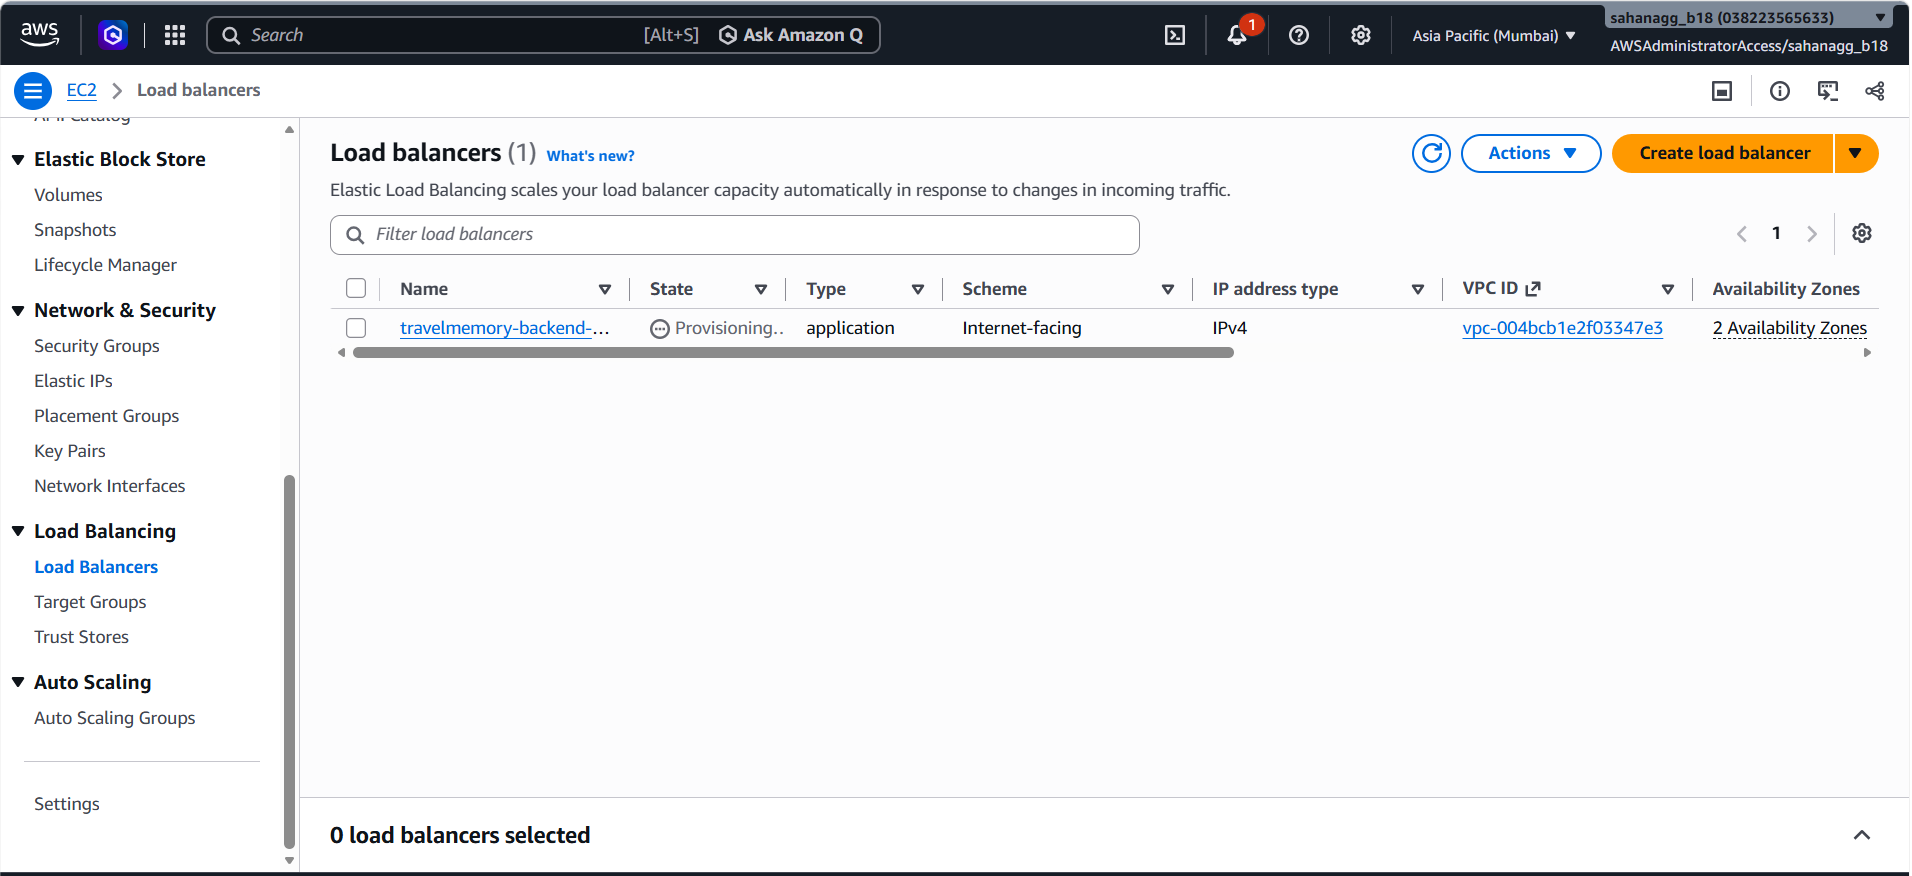 aws
Search [Alt+S] Ask Amazon Q
1
Asia Pacific (Mumbai)
sahanagg_b18 (038223565633)
AWSAdministratorAccess/sahanagg_b18
EC2 Load balancers
API Catalog
Elastic Block Store
Volumes
Snapshots
Lifecycle Manager
Network & Security
Security Groups
Elastic IPs
Placement Groups
Key Pairs
Network Interfaces
Load Balancing
Load Balancers
Target Groups
Trust Stores
Auto Scaling
Auto Scaling Groups
Settings
Load balancers (1) What's new?
Actions
Create load balancer
Elastic Load Balancing scales your load balancer capacity automatically in response to changes in incoming traffic.
Filter load balancers
1
Name State Type Scheme IP address type VPC ID Availability Zones
travelmemory-backend-... Provisioning.. application Internet-facing IPv4 vpc-004bcb1e2f03347e3 2 Availability Zones
0 load balancers selected